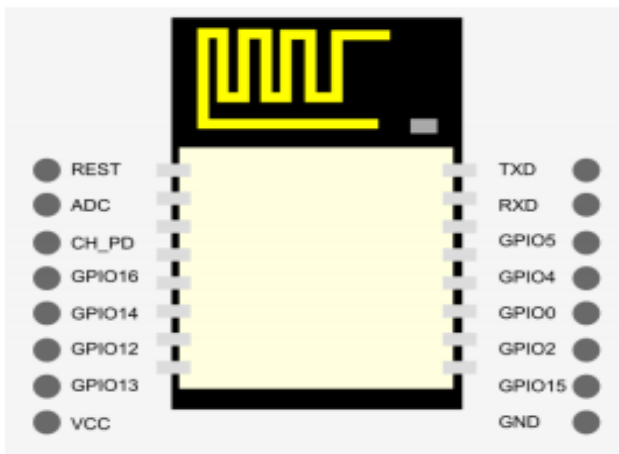 REST
ADC
CH_PD
GPIO16
GPIO14
GPIO12
GPIO13
VCC
TXD
RXD
GPIO5
GPIO4
GPIO0
GPIO2
GPIO15
GND